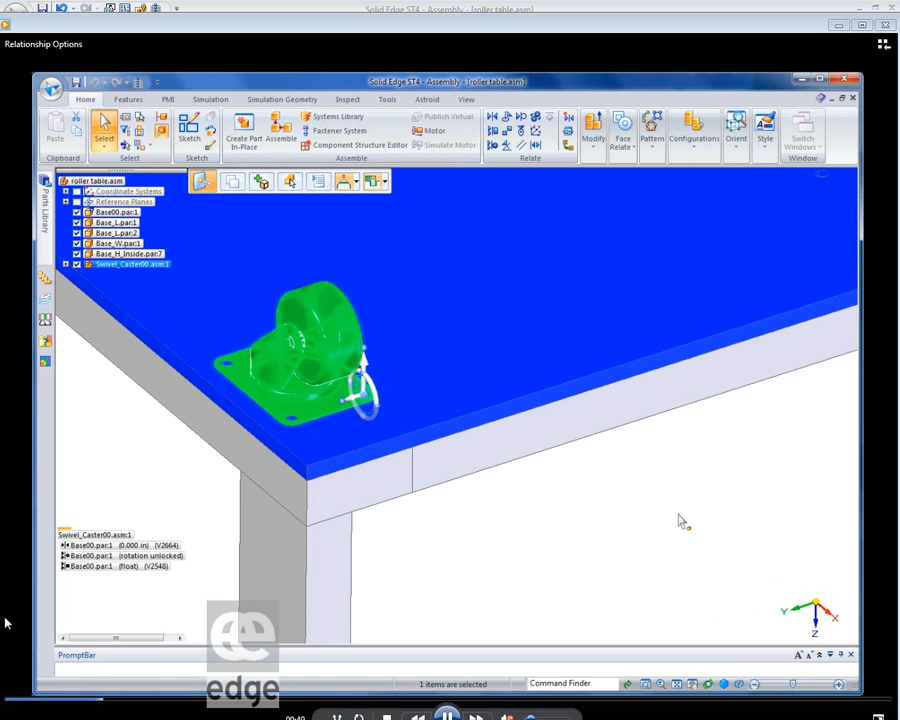 Solid Edge ST4 - Assembly - [roller table.asm]
Relationship Options
Solid Edge ST4 - Assembly - [roller table.asm]
Home Features PMI Simulation Simulation Geometry Inspect Tools Astroid View
Systems Library
Fastener System
Component Structure Editor
Publish Virtual
Motor
Simulate Motor
Paste
Select
Sketch
Create Part In-Place
Assemble
Modify
Face Relate
Pattern
Configurations
Orient
Style
Switch Windows
Clipboard Select Sketch Assemble Relate Window
Parts Library
roller table.asm
Coordinate Systems
Reference Planes
Base00.par:1
Base_L.par:1
Base_L.par:2
Base_W.par:1
Base_H_Inside.par:7
Swivel_Caster00.asm:1
Swivel_Caster00.asm:1
Base00.par:1 (0.000 in) (V2664)
Base00.par:1 (rotation unlocked)
Base00.par:1 (float) (V2548)
Y X
Z
edge
PromptBar
1 items are selected
Command Finder
00:49